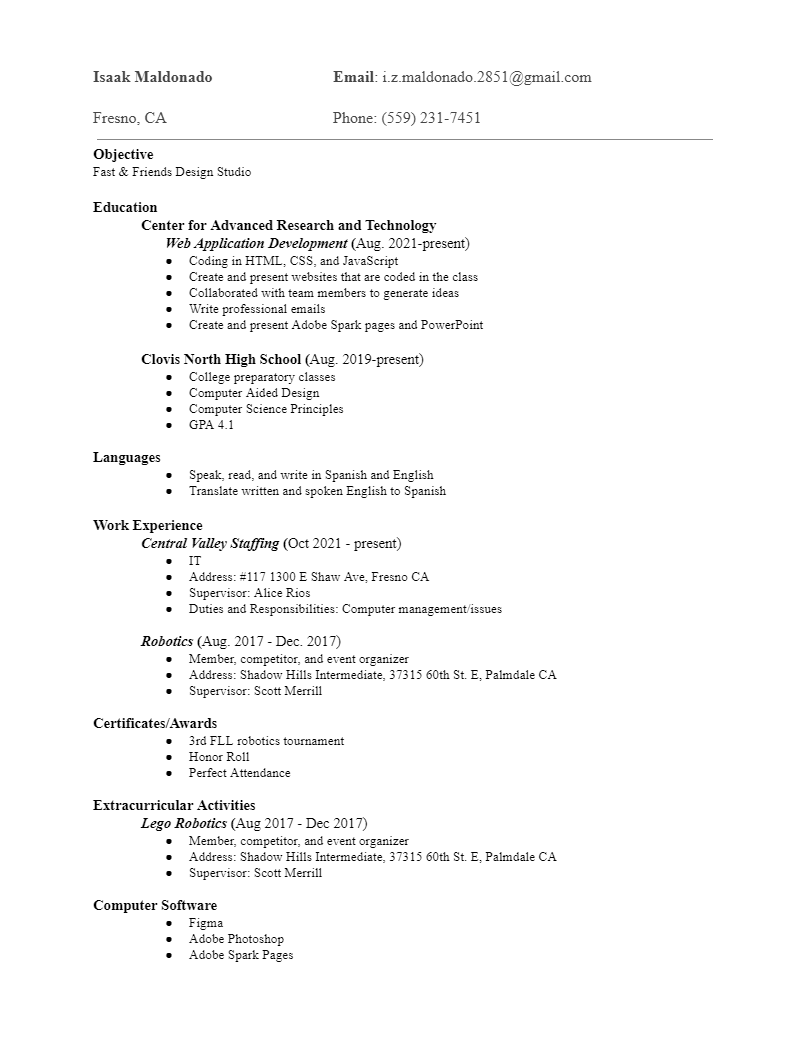 Isaak Maldonado Email: i.z.maldonado.2851@gmail.com
Fresno, CA Phone: (559) 231-7451
Objective
Fast & Friends Design Studio
Education
Center for Advanced Research and Technology
Web Application Development (Aug. 2021-present)
● Coding in HTML, CSS, and JavaScript
● Create and present websites that are coded in the class
● Collaborated with team members to generate ideas
● Write professional emails
● Create and present Adobe Spark pages and PowerPoint
Clovis North High School (Aug. 2019-present)
● College preparatory classes
● Computer Aided Design
● Computer Science Principles
● GPA 4.1
Languages
● Speak, read, and write in Spanish and English
● Translate written and spoken English to Spanish
Work Experience
Central Valley Staffing (Oct 2021 - present)
● IT
● Address: #117 1300 E Shaw Ave, Fresno CA
● Supervisor: Alice Rios
● Duties and Responsibilities: Computer management/issues
Robotics (Aug. 2017 - Dec. 2017)
● Member, competitor, and event organizer
● Address: Shadow Hills Intermediate, 37315 60th St. E, Palmdale CA
● Supervisor: Scott Merrill
Certificates/Awards
● 3rd FLL robotics tournament
● Honor Roll
● Perfect Attendance
Extracurricular Activities
Lego Robotics (Aug 2017 - Dec 2017)
● Member, competitor, and event organizer
● Address: Shadow Hills Intermediate, 37315 60th St. E, Palmdale CA
● Supervisor: Scott Merrill
Computer Software
● Figma
● Adobe Photoshop
● Adobe Spark Pages